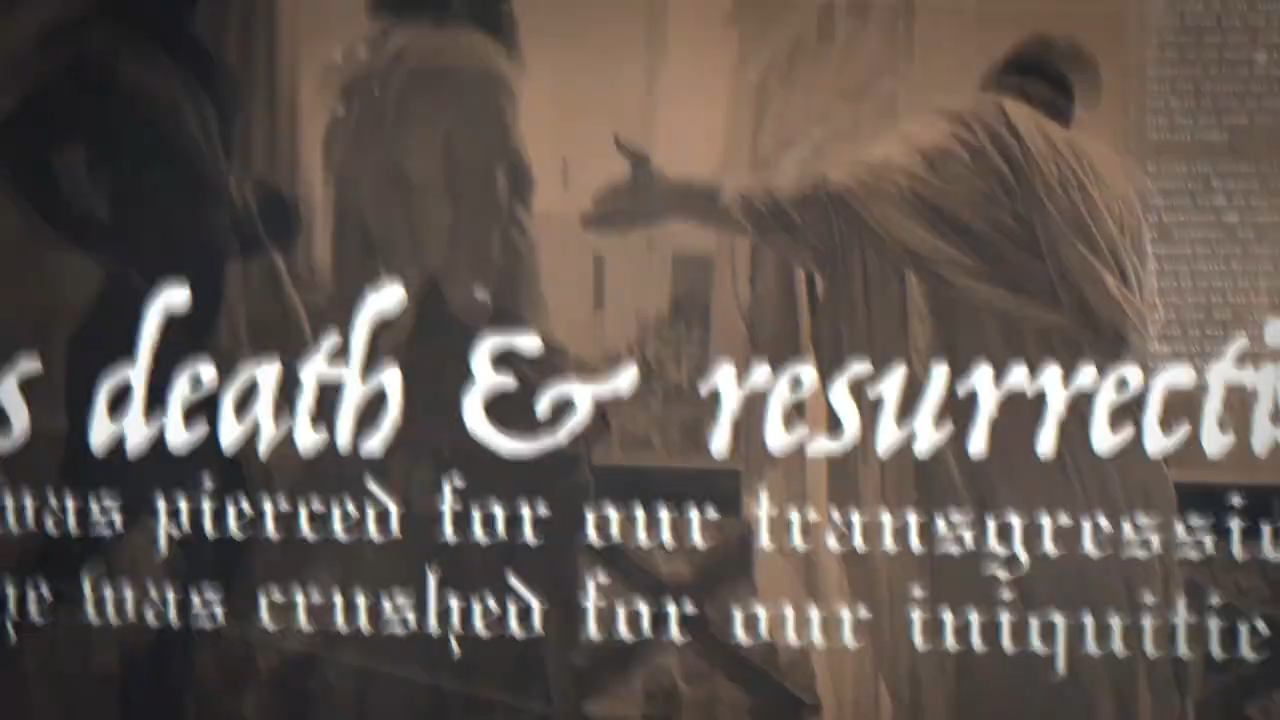 s death & resurrecti
was pierced for our transgressio
he was crushed for our iniquitie